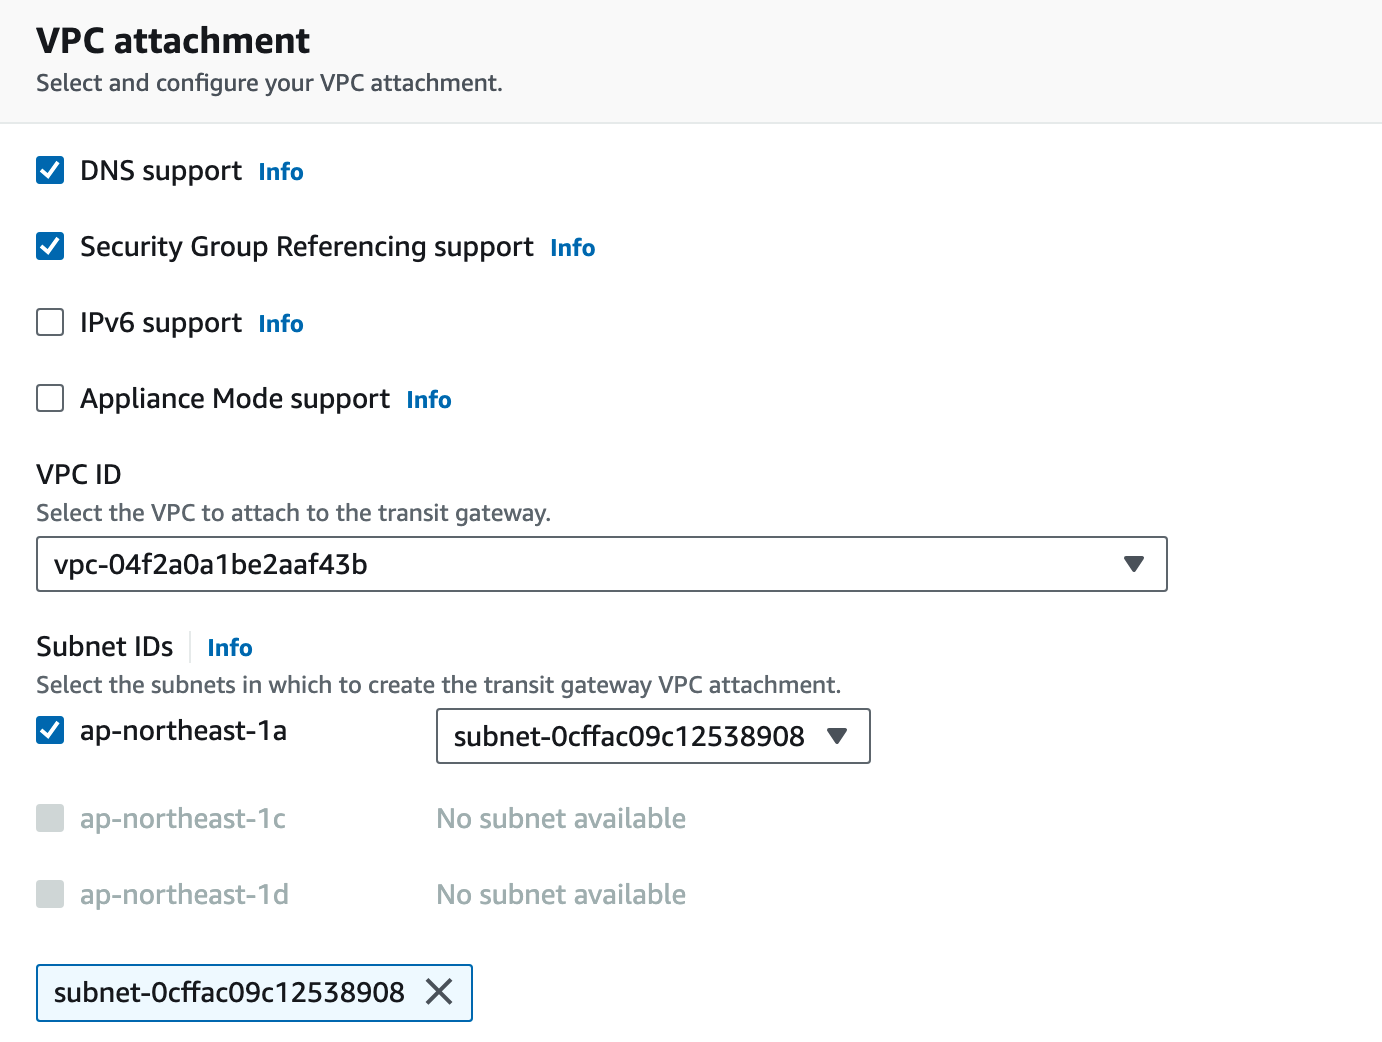 VPC attachment
Select and configure your VPC attachment.
DNS support Info
Security Group Referencing support Info
IPv6 support Info
Appliance Mode support Info
VPC ID
Select the VPC to attach to the transit gateway.
vpc-04f2a0a1be2aaf43b
Subnet IDs Info
Select the subnets in which to create the transit gateway VPC attachment.
ap-northeast-1a subnet-0cffac09c12538908
ap-northeast-1c No subnet available
ap-northeast-1d No subnet available
subnet-0cffac09c12538908